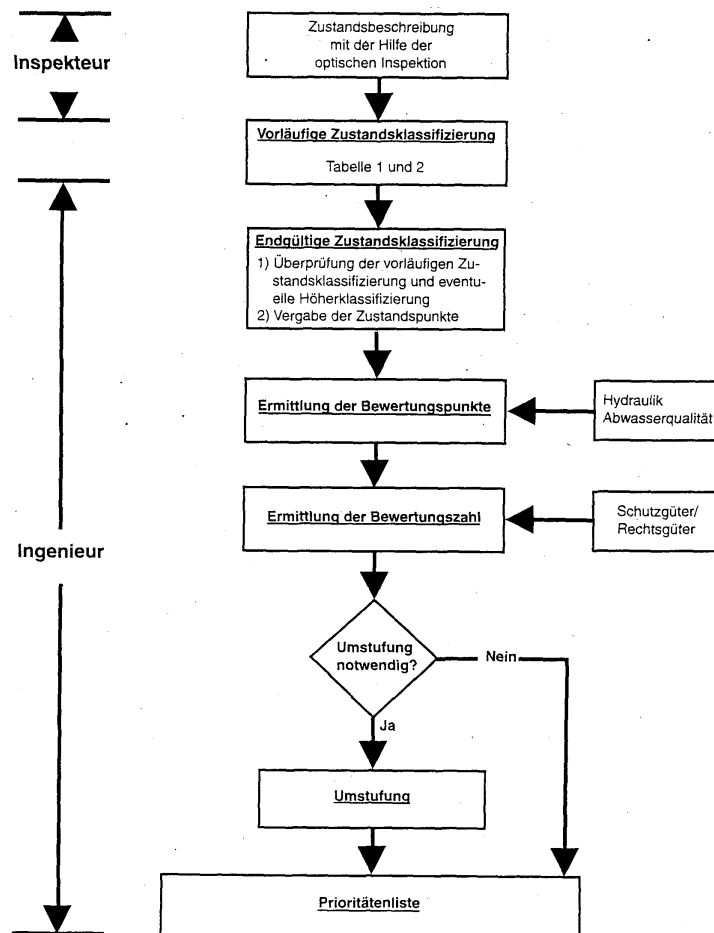 Inspekteur
Zustandsbeschreibung
mit der Hilfe der
optischen Inspektion
Vorläufige Zustandsklassifizierung
Tabelle 1 und 2
Endgültige Zustandsklassifizierung
1) Überprüfung der vorläufigen Zu-
standsklassifizierung und eventu-
elle Höherklassifizierung
2) Vergabe der Zustandspunkte
Ermittlung der Bewertungspunkte
Hydraulik
Abwasserqualität
Ermittlung der Bewertungszahl
Schutzgüter/
Rechtsgüter
Ingenieur
Umstufung
notwendig?
Nein
Ja
Umstufung
Prioritätenliste